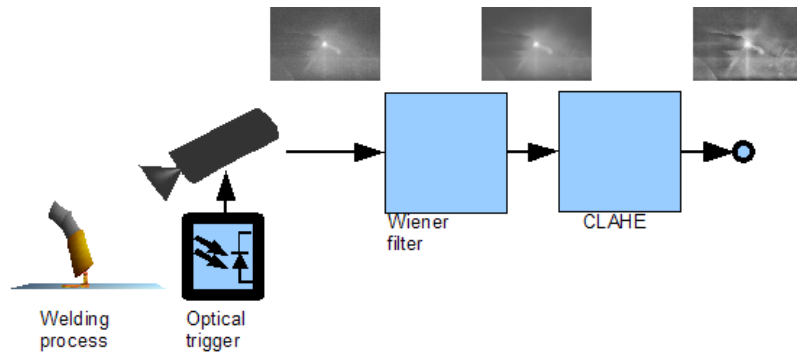 Wiener
filter
CLAHE
Welding
process
Optical
trigger